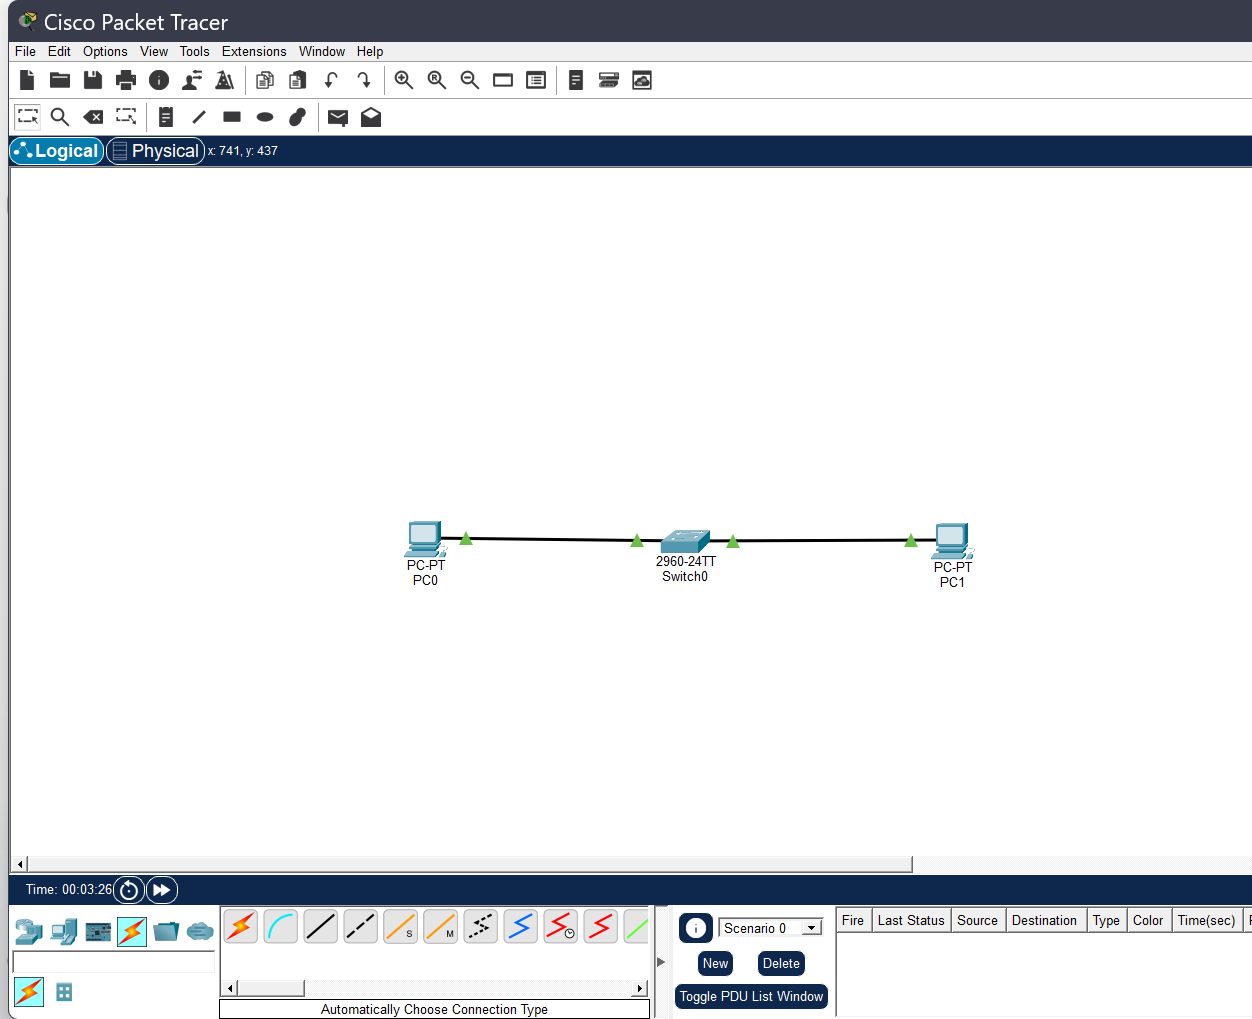 Cisco Packet Tracer
File Edit Options View Tools Extensions Window Help
Logical Physical x: 741, y: 437
PC-PT
PC0
2960-24TT
Switch0
PC-PT
PC1
Time: 00:03:26
S
M
Automatically Choose Connection Type
Scenario 0
New Delete
Toggle PDU List Window
Fire Last Status Source Destination Type Color Time(sec)